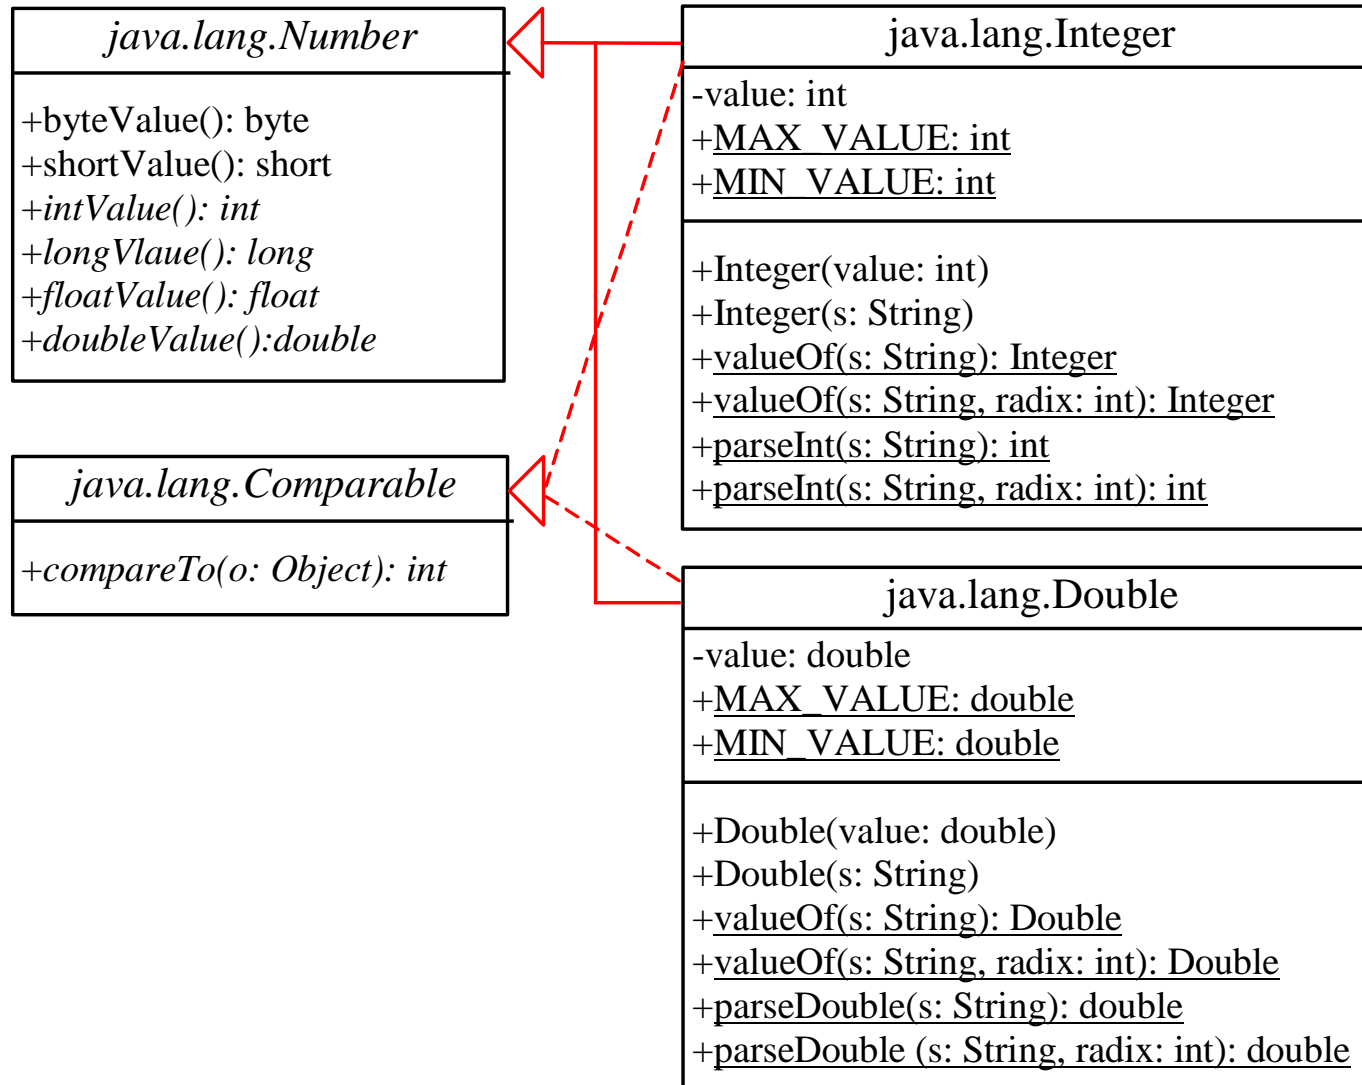 java.lang.Number
+byteValue(): byte
+shortValue(): short
+intValue(): int
+longVlaue(): long
+floatValue(): float
+doubleValue():double
java.lang.Comparable
+compareTo(o: Object): int
java.lang.Integer
-value: int
+MAX_VALUE: int
+MIN_VALUE: int
+Integer(value: int)
+Integer(s: String)
+valueOf(s: String): Integer
+valueOf(s: String, radix: int): Integer
+parseInt(s: String): int
+parseInt(s: String, radix: int): int
java.lang.Double
-value: double
+MAX_VALUE: double
+MIN_VALUE: double
+Double(value: double)
+Double(s: String)
+valueOf(s: String): Double
+valueOf(s: String, radix: int): Double
+parseDouble(s: String): double
+parseDouble (s: String, radix: int): double